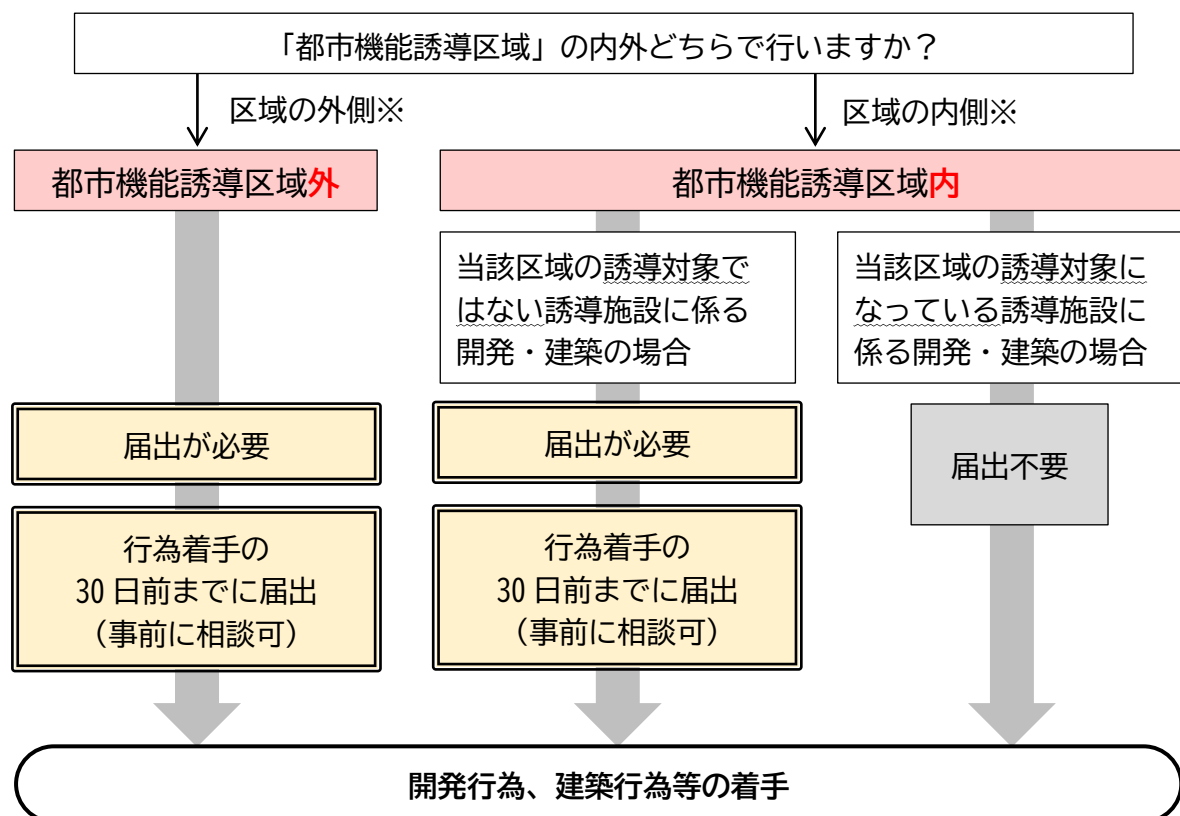 「都市機能誘導区域」の内外どちらで行いますか？
区域の外側※
区域の内側※
都市機能誘導区域外
都市機能誘導区域内
当該区域の誘導対象で
はない誘導施設に係る
開発・建築の場合
当該区域の誘導対象に
なっている誘導施設に
係る開発・建築の場合
届出が必要
届出が必要
届出不要
行為着手の
30 日前までに届出
（事前に相談可）
行為着手の
30 日前までに届出
（事前に相談可）
開発行為、建築行為等の着手